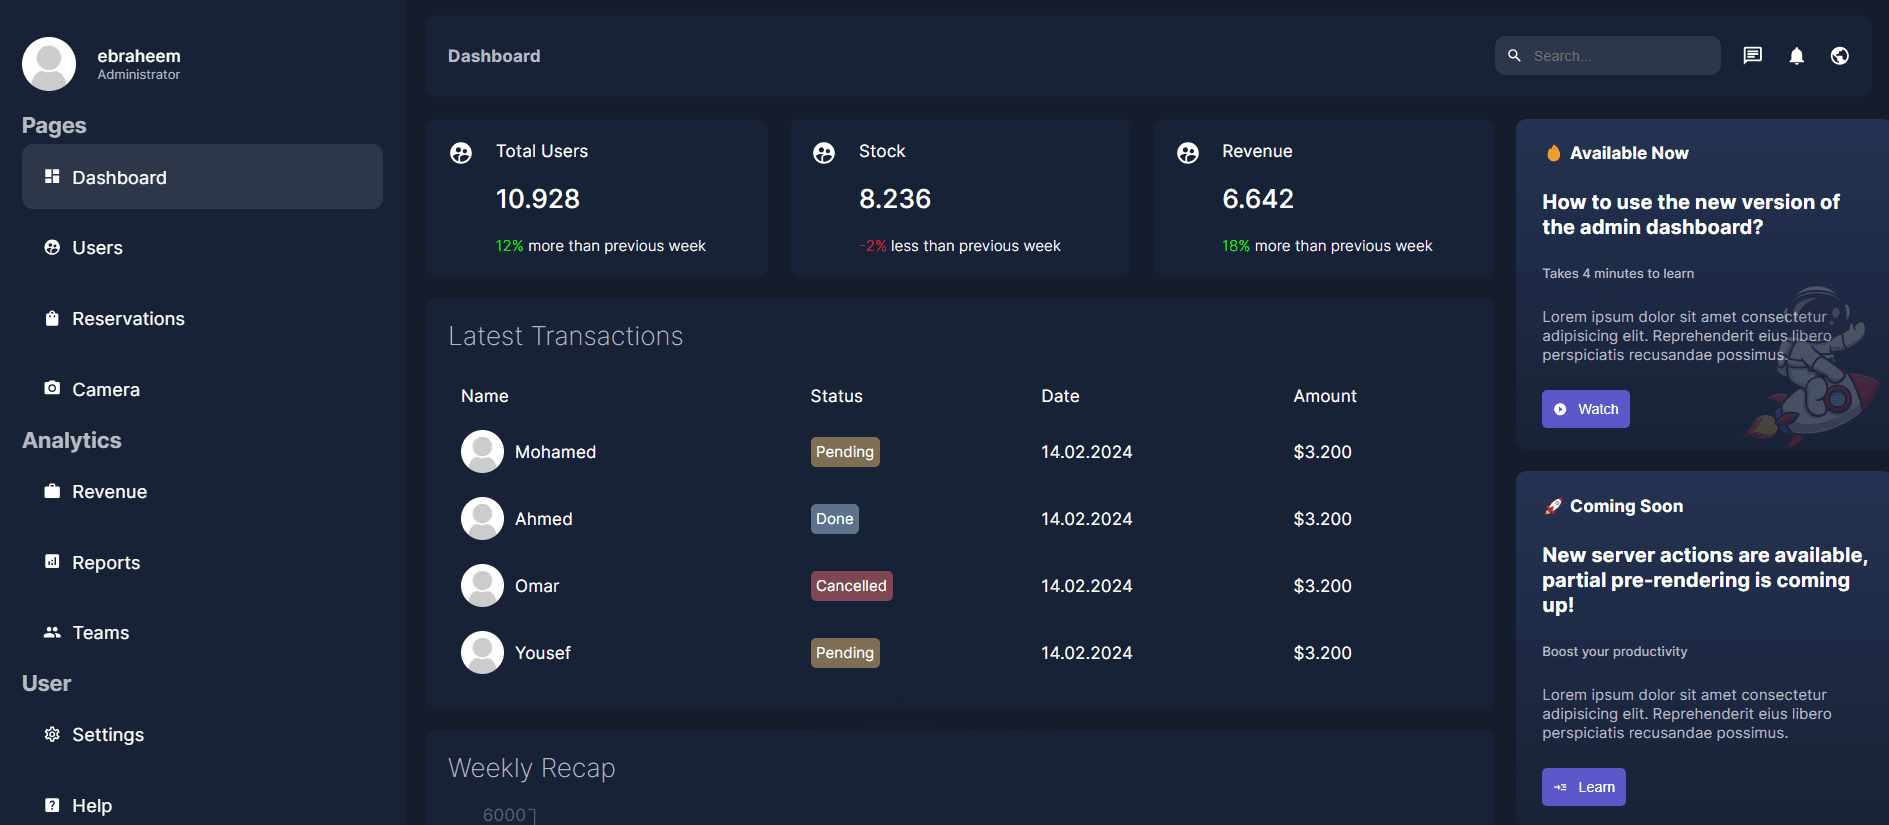 ebraheem
Administrator
Pages
Dashboard
Users
Reservations
Camera
Analytics
Revenue
Reports
Teams
User
Settings
Help
Dashboard
Search...
Total Users
10.928
12% more than previous week
Stock
8.236
-2% less than previous week
Revenue
6.642
18% more than previous week
Latest Transactions
Name Status Date Amount
Mohamed Pending 14.02.2024 $3.200
Ahmed Done 14.02.2024 $3.200
Omar Cancelled 14.02.2024 $3.200
Yousef Pending 14.02.2024 $3.200
Weekly Recap
6000
Available Now
How to use the new version of
the admin dashboard?
Takes 4 minutes to learn
Lorem ipsum dolor sit amet consectetur
adipisicing elit. Reprehenderit eius libero
perspiciatis recusandae possimus.
Watch
Coming Soon
New server actions are available,
partial pre-rendering is coming
up!
Boost your productivity
Lorem ipsum dolor sit amet consectetur
adipisicing elit. Reprehenderit eius libero
perspiciatis recusandae possimus.
Learn